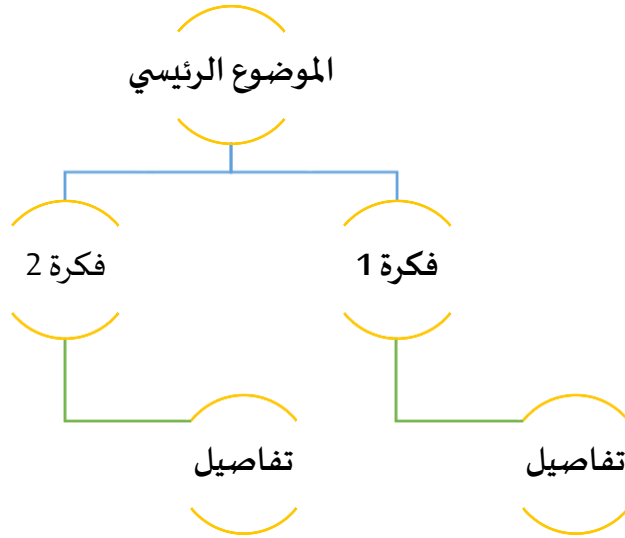 الموضوع الرئيسي
فكرة 1
فكرة 2
تفاصيل
تفاصيل